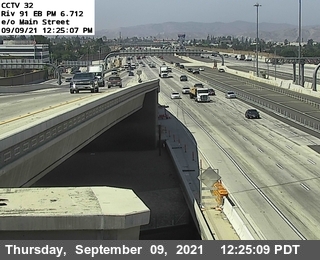 CCTV 32
Riv 91 EB PM 6.712
e/o Main Street
09/09/21 12:25:07 PM
Thursday, September 09, 2021 12:25:09 PDT